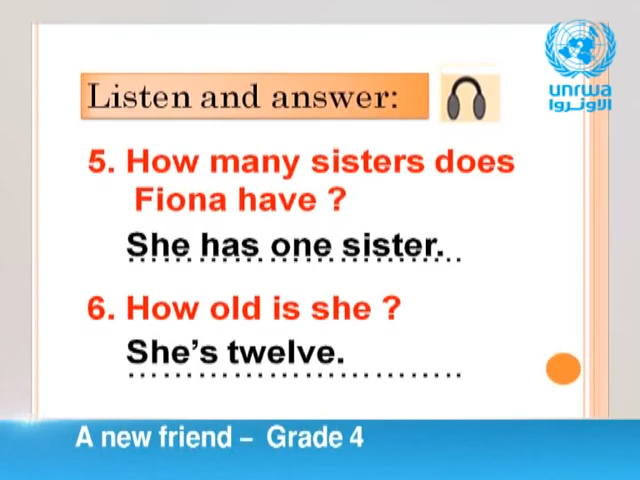 unrwa
الاونروا
Listen and answer:
5. How many sisters does
Fiona have ?
She has one sister.
6. How old is she ?
She's twelve.
A new friend – Grade 4